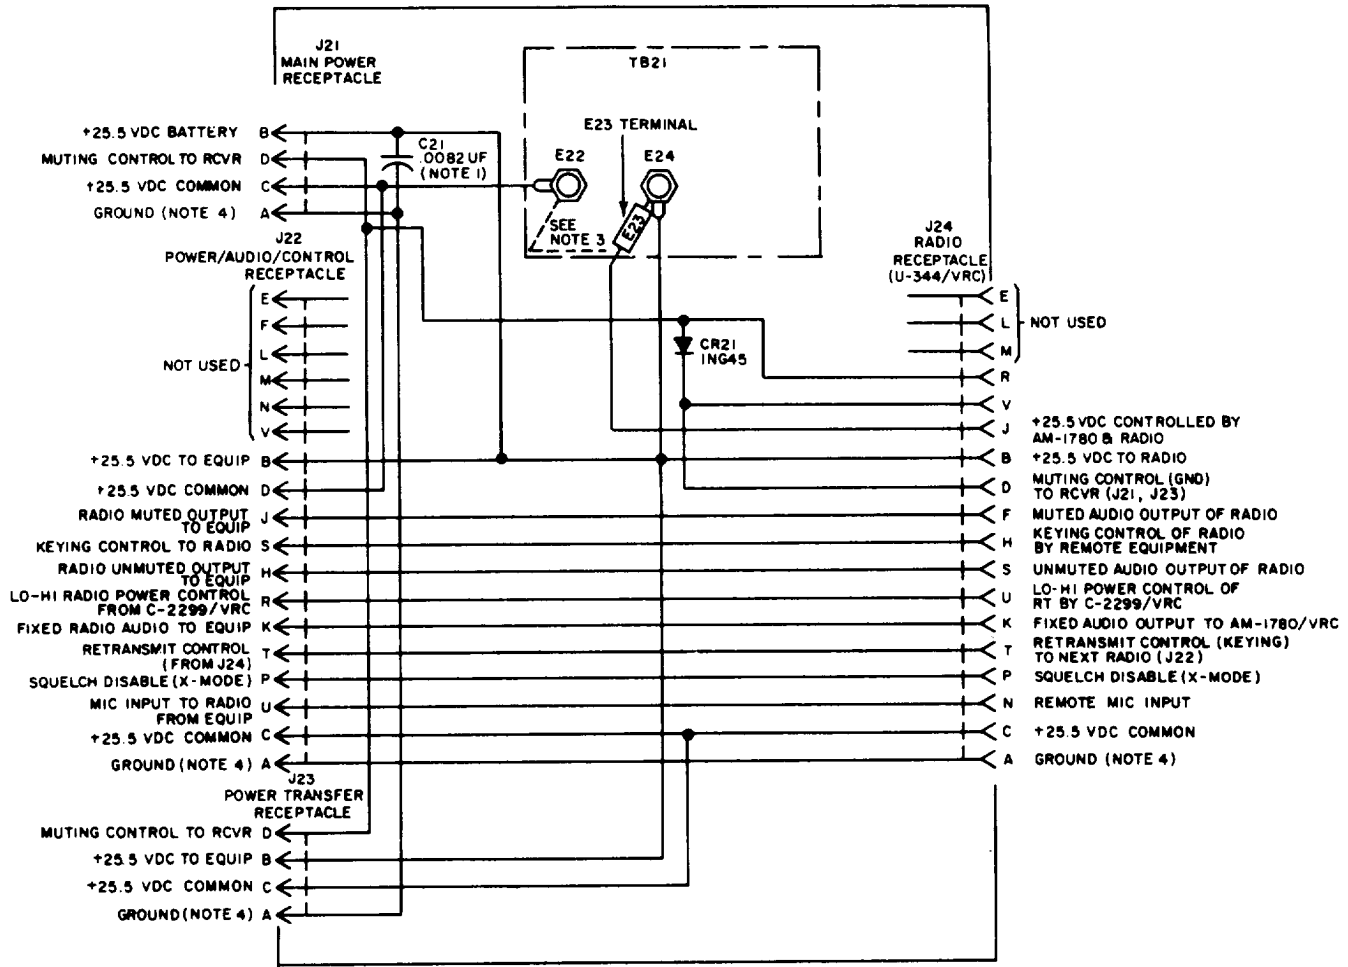 J21
MAIN POWER
RECEPTACLE
TB21
+25.5 VDC BATTERY B
MUTING CONTROL TO RCVR D
+25.5 VDC COMMON C
GROUND (NOTE 4) A
C21
.0082 UF
(NOTE 1)
E23 TERMINAL
E22
E24
E23
SEE
NOTE 3
J22
POWER/AUDIO/CONTROL
RECEPTACLE
E
F
L
M
N
V
NOT USED
J24
RADIO
RECEPTACLE
(U-344/VRC)
E
L
M
NOT USED
R
V
CR21
1N645
J +25.5 VDC CONTROLLED BY
AM-1780 & RADIO
B +25.5 VDC TO RADIO
D MUTING CONTROL (GND)
TO RCVR (J21, J23)
F MUTED AUDIO OUTPUT OF RADIO
H KEYING CONTROL OF RADIO
BY REMOTE EQUIPMENT
S UNMUTED AUDIO OUTPUT OF RADIO
U LO-HI POWER CONTROL OF
RT BY C-2299/VRC
K FIXED AUDIO OUTPUT TO AM-1780/VRC
T RETRANSMIT CONTROL (KEYING)
TO NEXT RADIO (J22)
P SQUELCH DISABLE (X-MODE)
N REMOTE MIC INPUT
C +25.5 VDC COMMON
A GROUND (NOTE 4)
+25.5 VDC TO EQUIP B
+25.5 VDC COMMON D
RADIO MUTED OUTPUT
TO EQUIP J
KEYING CONTROL TO RADIO S
RADIO UNMUTED OUTPUT
TO EQUIP H
LO-HI RADIO POWER CONTROL
FROM C-2299/VRC R
FIXED RADIO AUDIO TO EQUIP K
RETRANSMIT CONTROL
(FROM J24) T
SQUELCH DISABLE (X-MODE) P
MIC INPUT TO RADIO
FROM EQUIP U
+25.5 VDC COMMON C
GROUND (NOTE 4) A
J23
POWER TRANSFER
RECEPTACLE
MUTING CONTROL TO RCVR D
+25.5 VDC TO EQUIP B
+25.5 VDC COMMON C
GROUND (NOTE 4) A